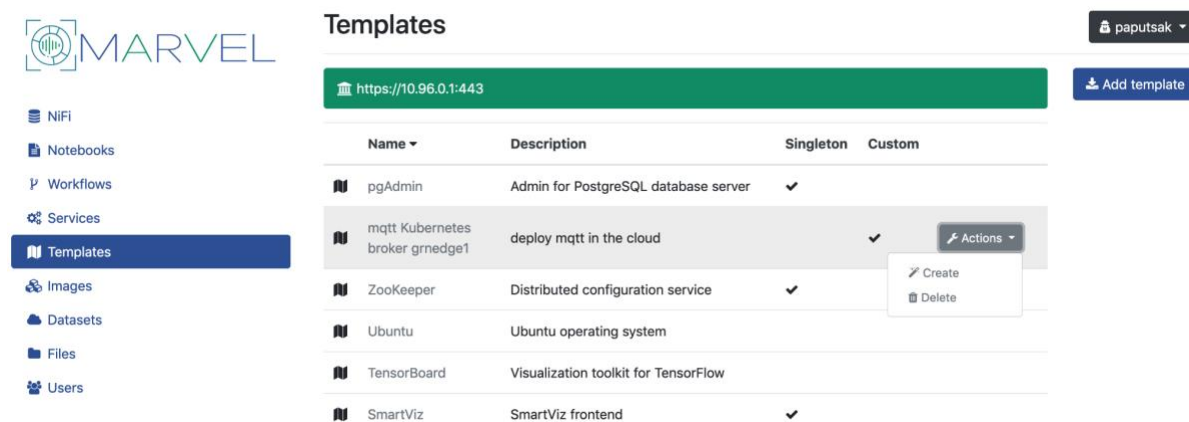 MARVEL
Templates
paputsak
https://10.96.0.1:443
Add template
NiFi
Notebooks
Workflows
Services
Templates
Images
Datasets
Files
Users
Name Description Singleton Custom
pgAdmin Admin for PostgreSQL database server
mqtt Kubernetes
broker grnedge1
deploy mqtt in the cloud
Actions
Create
Delete
ZooKeeper Distributed configuration service
Ubuntu Ubuntu operating system
TensorBoard Visualization toolkit for TensorFlow
SmartViz SmartViz frontend